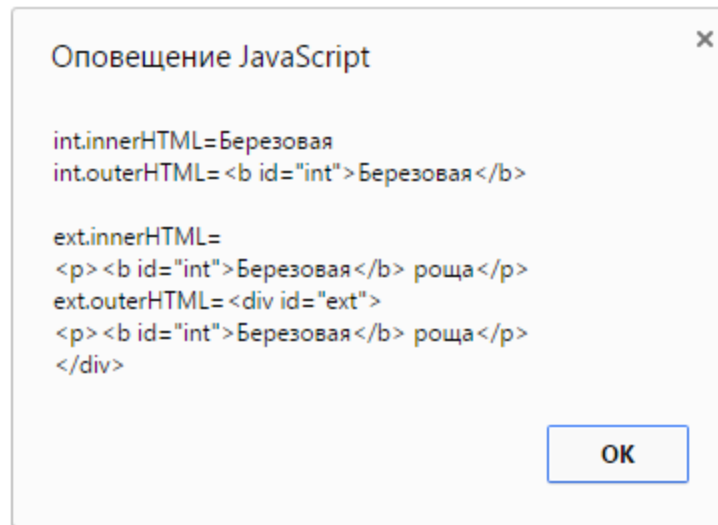 Оповещение JavaScript
int.innerHTML=Березовая
int.outerHTML=<b id="int">Березовая</b>
ext.innerHTML=
<p><b id="int">Березовая</b> роща</p>
ext.outerHTML=<div id="ext">
<p><b id="int">Березовая</b> роща</p>
</div>
OK